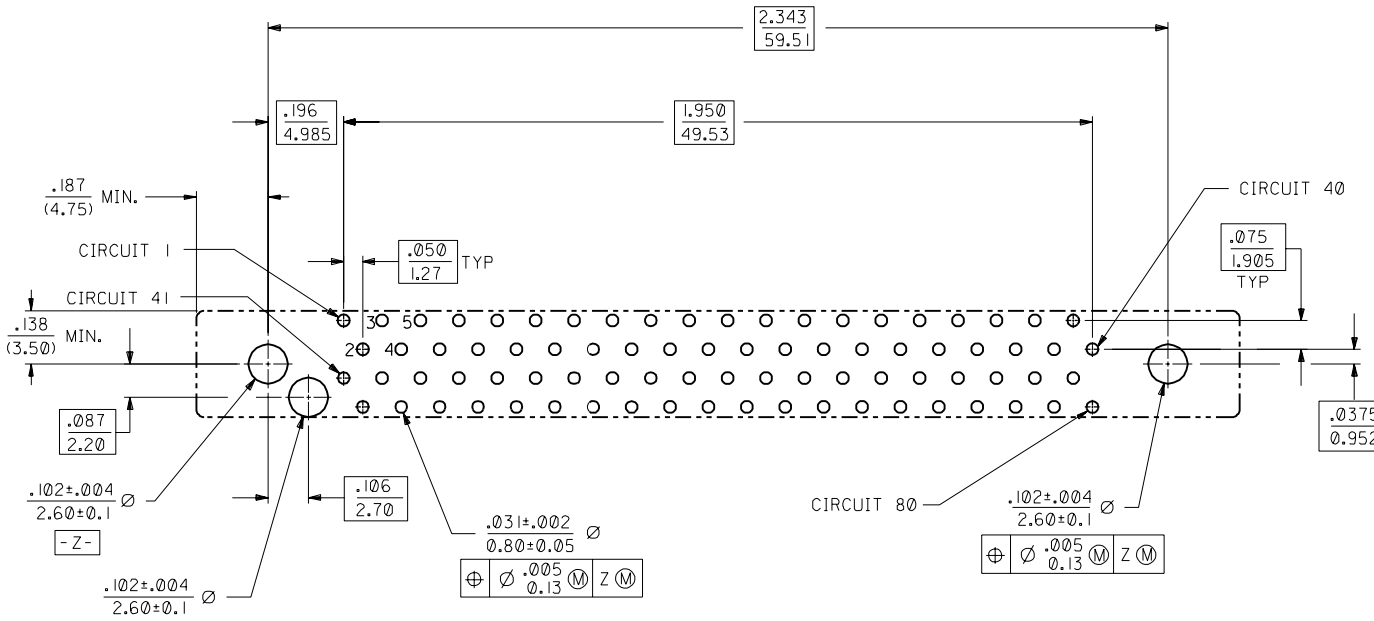 2.343
59.51
.196
4.985
1.950
49.53
.187 MIN.
(4.75)
CIRCUIT 40
CIRCUIT 1
.050 TYP
1.27
.075
1.905
TYP
CIRCUIT 41
3 5
.138 MIN.
(3.50)
2 4
.087
2.20
.0375
0.952
.106
2.70
.102±.004 Ø
2.60±0.1
-Z-
CIRCUIT 80
.102±.004 Ø
2.60±0.1
⌖ Ø .005 Ⓜ Z Ⓜ
0.13
.031±.002 Ø
0.80±0.05
⌖ Ø .005 Ⓜ Z Ⓜ
0.13
.102±.004 Ø
2.60±0.1